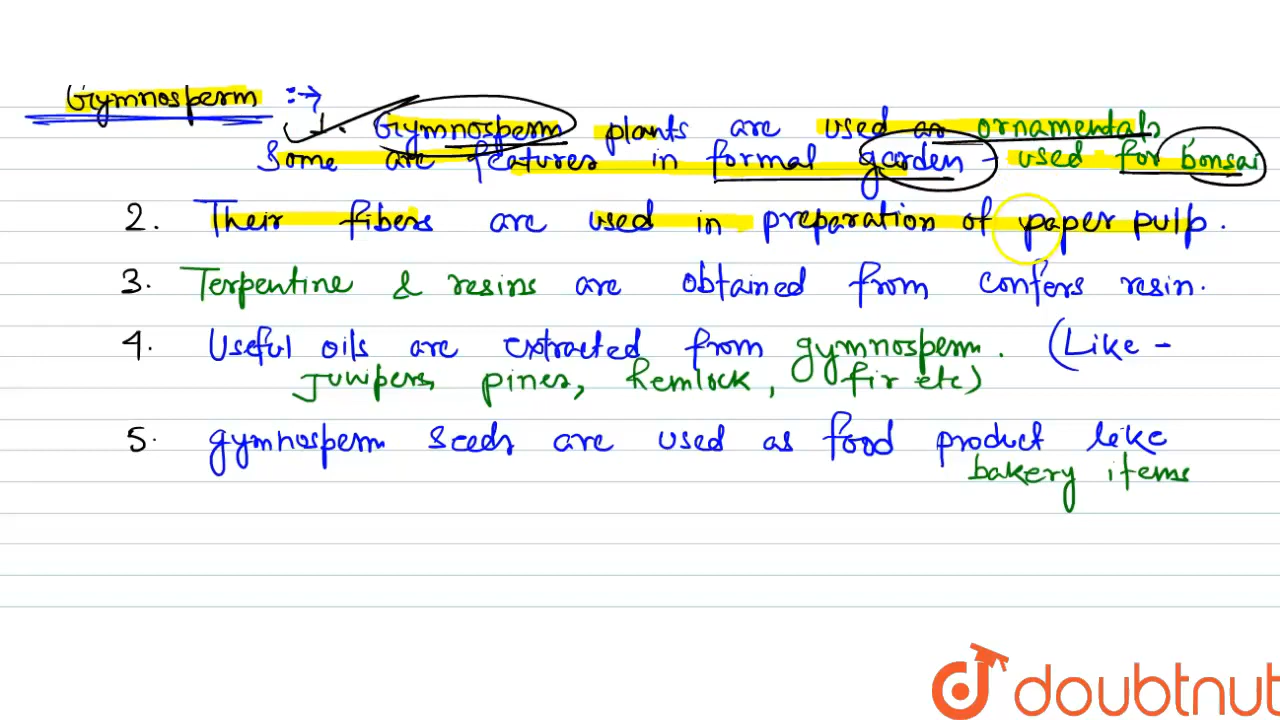 Gymnosperm :→
1. Gymnosperm plants are used as ornamentals
Some are features in formal garden - used for bonsai
2. Their fibers are used in preparation of paper pulp.
3. Terpentine & resins are obtained from confers resin.
4. Useful oils are extracted from gymnosperm. (Like -
Junipers, pines, hemlock, fir etc)
5. gymnosperm seeds are used as food product like
bakery items
doubtnut